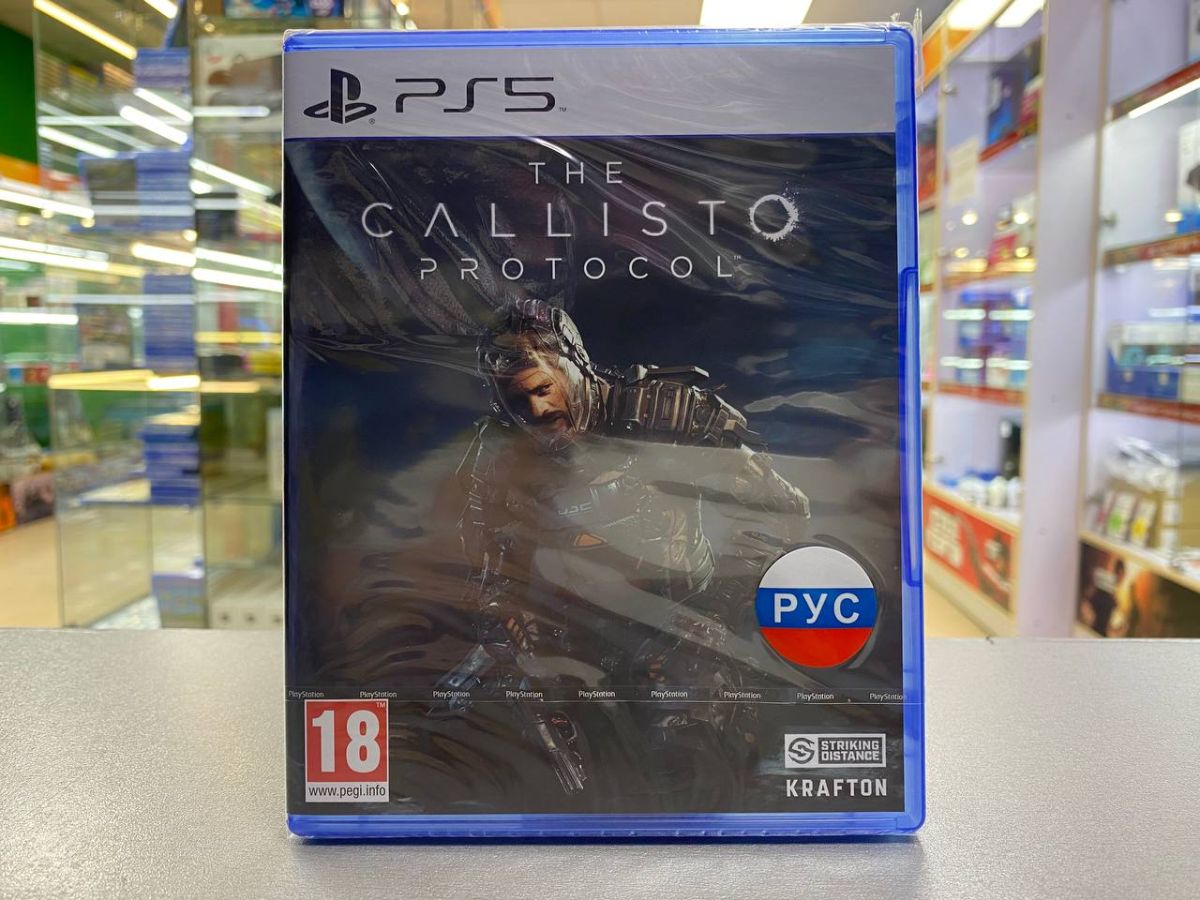 PS5
THE
CALLISTO
PROTOCOL™
РУС
PlayStation PlayStation PlayStation PlayStation PlayStation PlayStation PlayStation PlayStation PlayStation
18
www.pegi.info
STRIKING
DISTANCE
KRAFTON